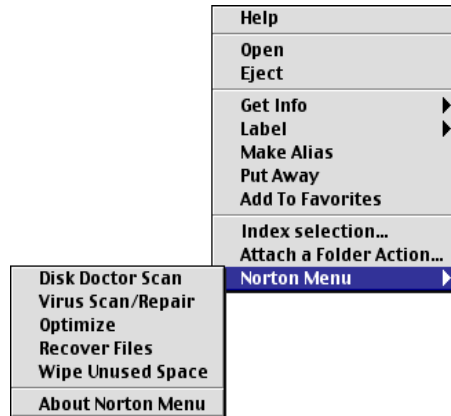 Help
Open
Eject
Get Info
Label
Make Alias
Put Away
Add To Favorites
Index selection...
Attach a Folder Action...
Norton Menu
Disk Doctor Scan
Virus Scan/Repair
Optimize
Recover Files
Wipe Unused Space
About Norton Menu